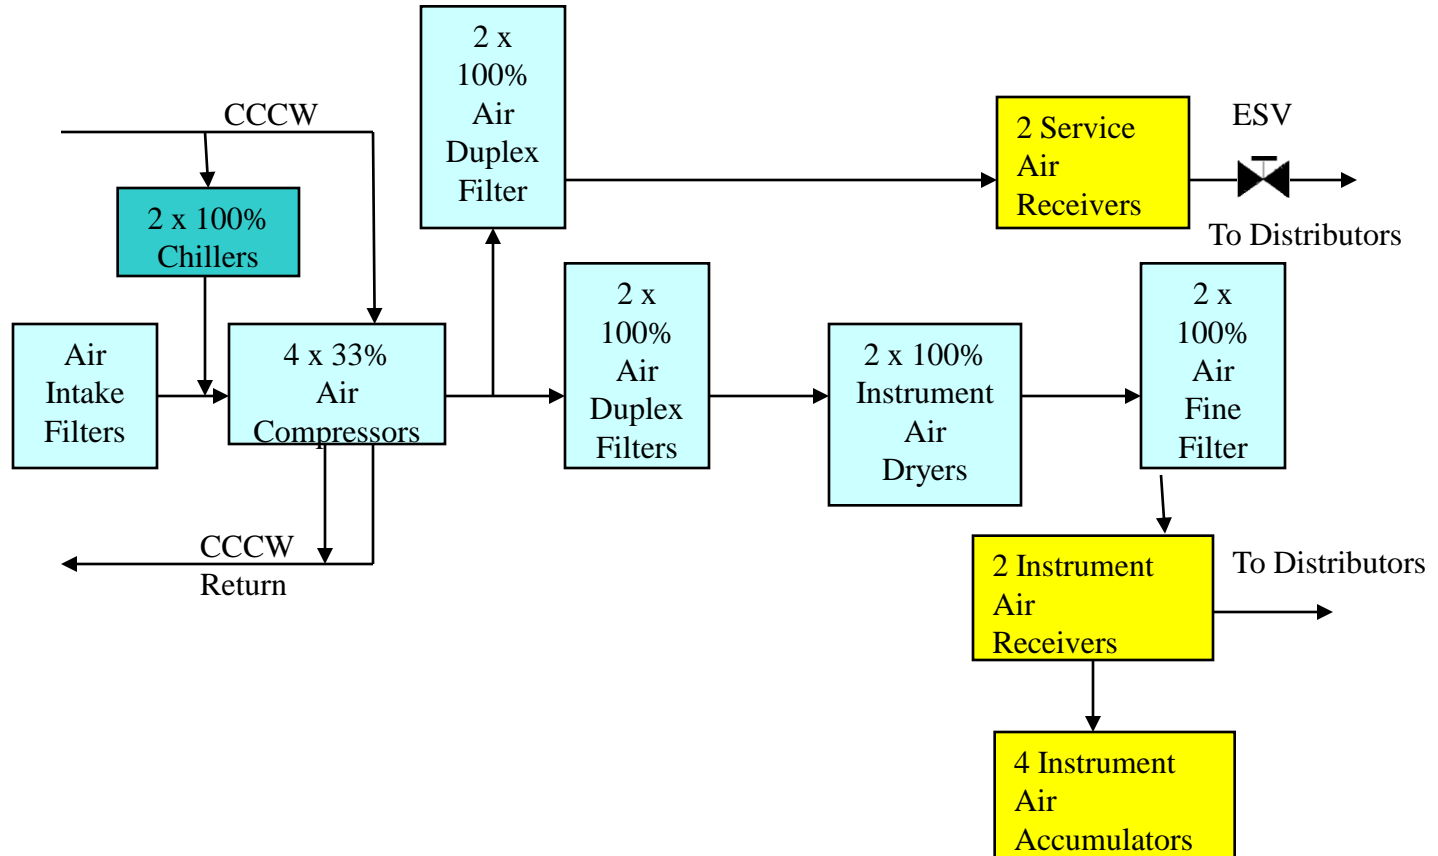 2 x
100%
Air
Duplex
Filter
CCCW
2 Service
Air
Receivers
ESV
To Distributors
2 x 100%
Chillers
Air
Intake
Filters
4 x 33%
Air
Compressors
2 x
100%
Air
Duplex
Filters
2 x 100%
Instrument
Air
Dryers
2 x
100%
Air
Fine
Filter
CCCW
Return
2 Instrument
Air
Receivers
To Distributors
4 Instrument
Air
Accumulators